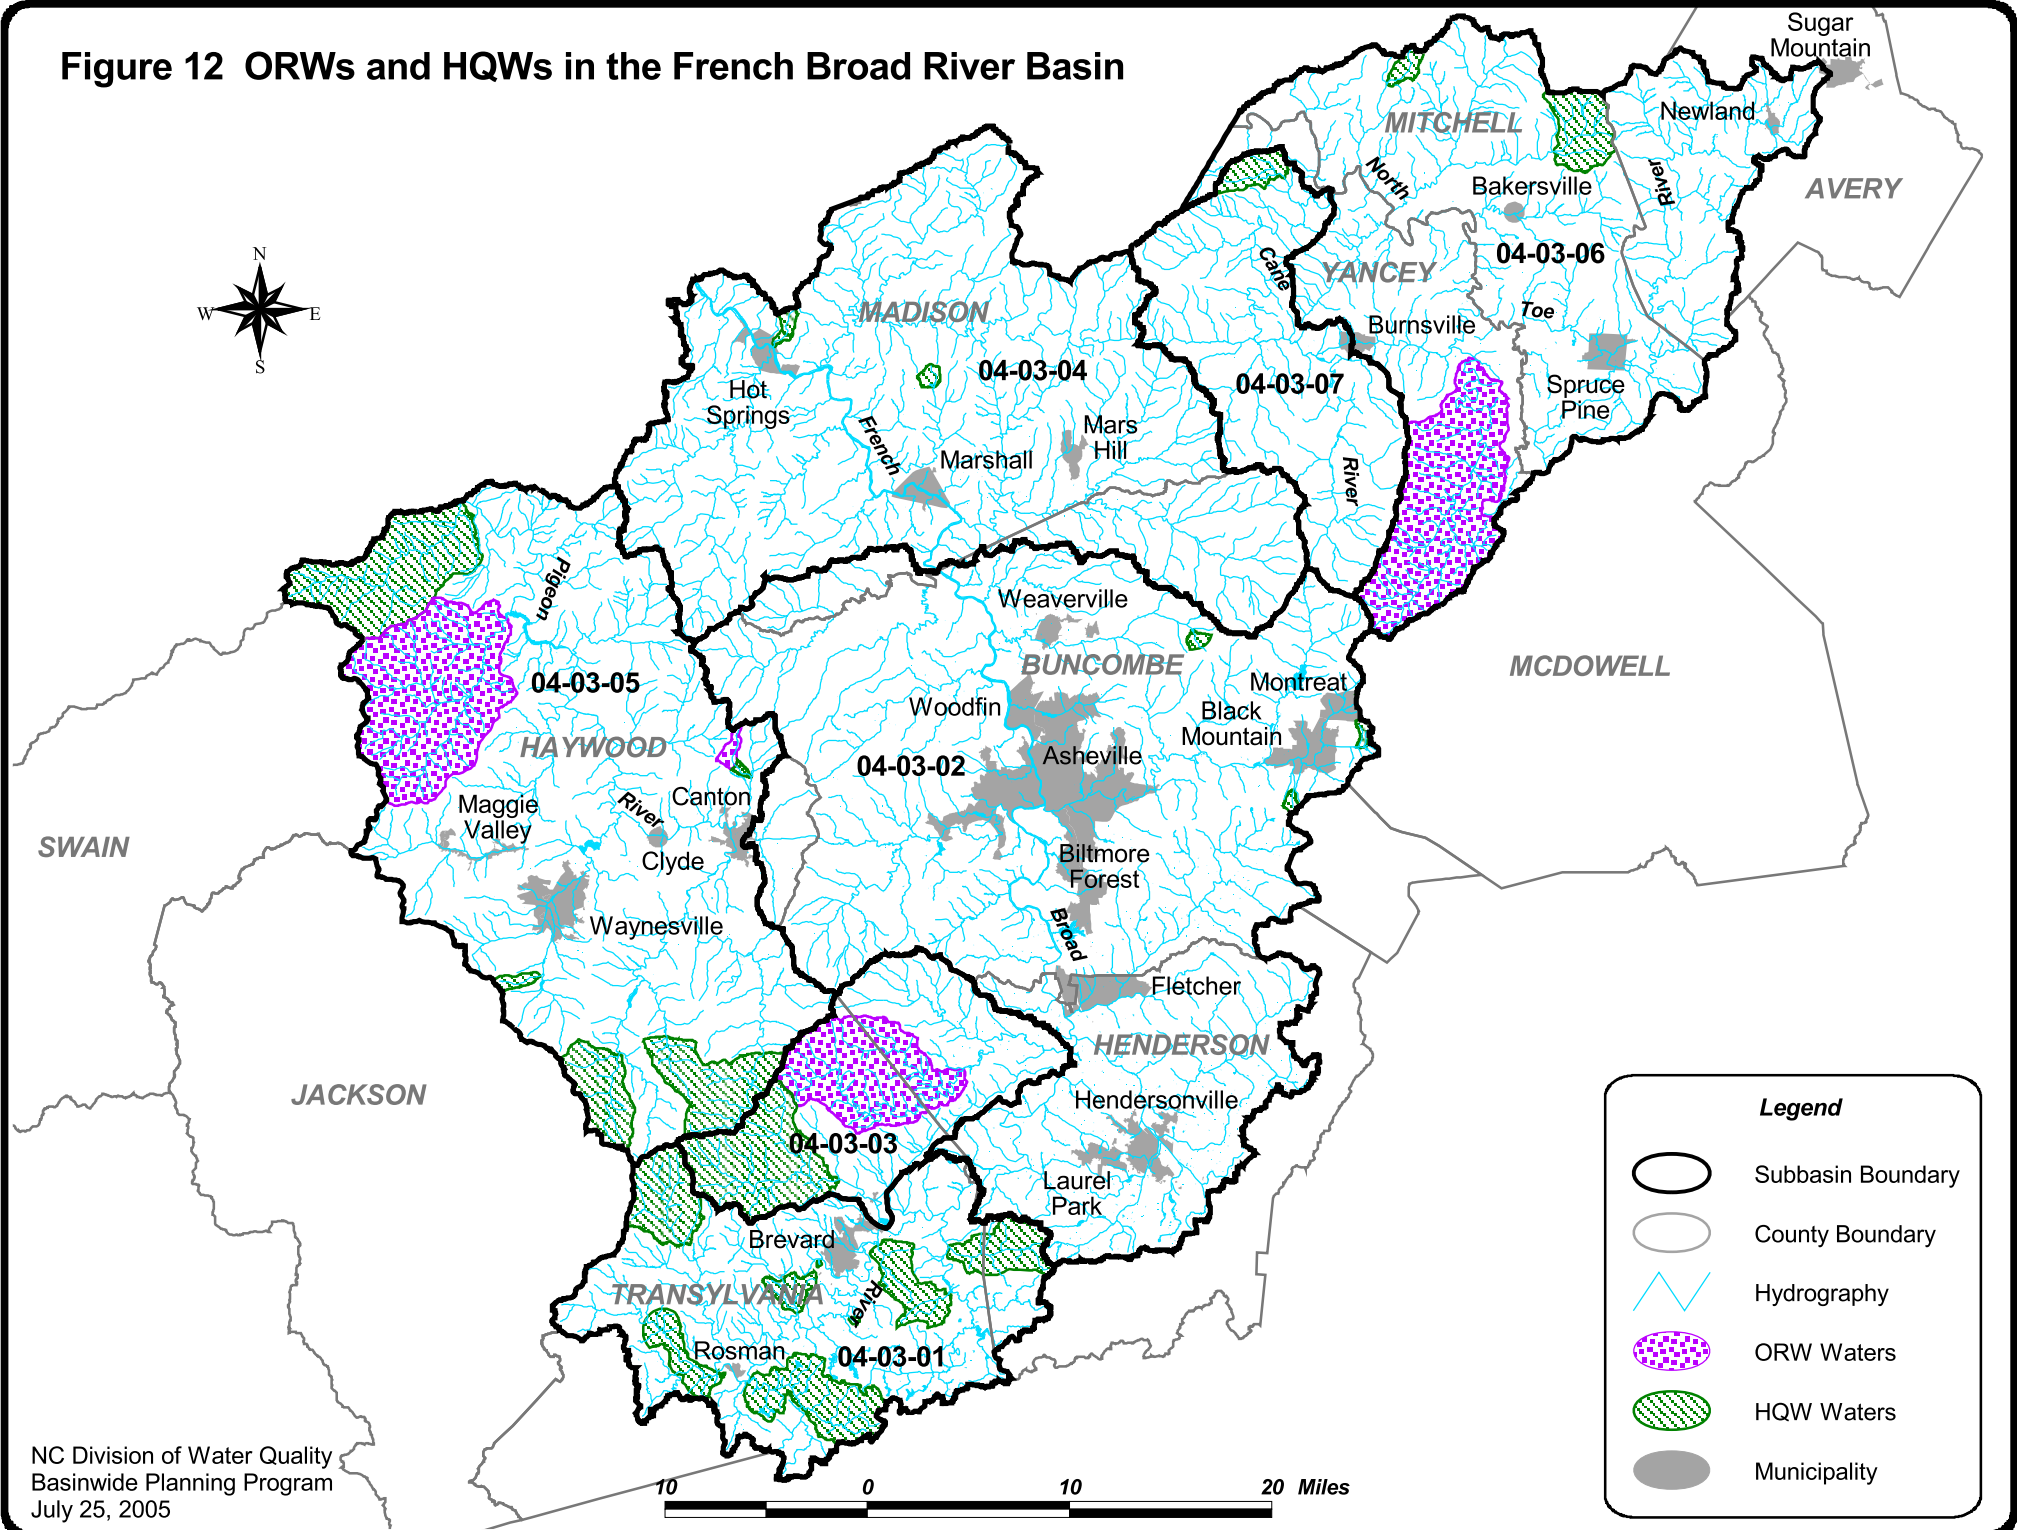 Figure 12 ORWs and HQWs in the French Broad River Basin
Sugar
Mountain
Newland
MITCHELL
North
River
Bakersville
AVERY
04-03-06
Cane
YANCEY
N
W
E
S
MADISON
Toe
Burnsville
04-03-04
04-03-07
Hot
Springs
Spruce
Pine
French
Mars
Hill
Marshall
River
Pigeon
Weaverville
BUNCOMBE
MCDOWELL
04-03-05
Montreat
Woodfin
Black
Mountain
HAYWOOD
Asheville
04-03-02
Maggie
Valley
River
Canton
SWAIN
Clyde
Biltmore
Forest
Waynesville
Broad
Fletcher
HENDERSON
JACKSON
Hendersonville
04-03-03
Laurel
Park
Brevard
TRANSYLVANIA
River
Rosman
04-03-01
Legend
Subbasin Boundary
County Boundary
Hydrography
ORW Waters
HQW Waters
Municipality
NC Division of Water Quality
Basinwide Planning Program
July 25, 2005
10 0 10 20 Miles